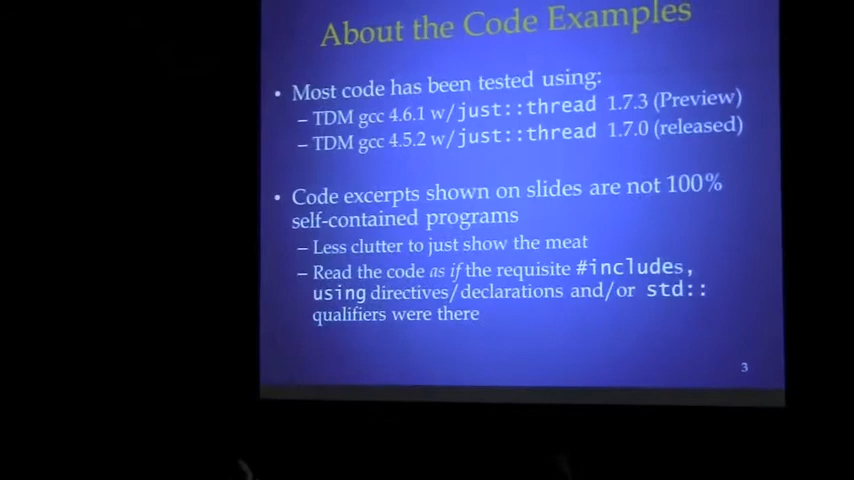 About the Code Examples
• Most code has been tested using:
– TDM gcc 4.6.1 w/just::thread 1.7.3 (Preview)
– TDM gcc 4.5.2 w/just::thread 1.7.0 (released)
• Code excerpts shown on slides are not 100%
self-contained programs
– Less clutter to just show the meat
– Read the code as if the requisite #includes,
using directives/declarations and/or std::
qualifiers were there
3